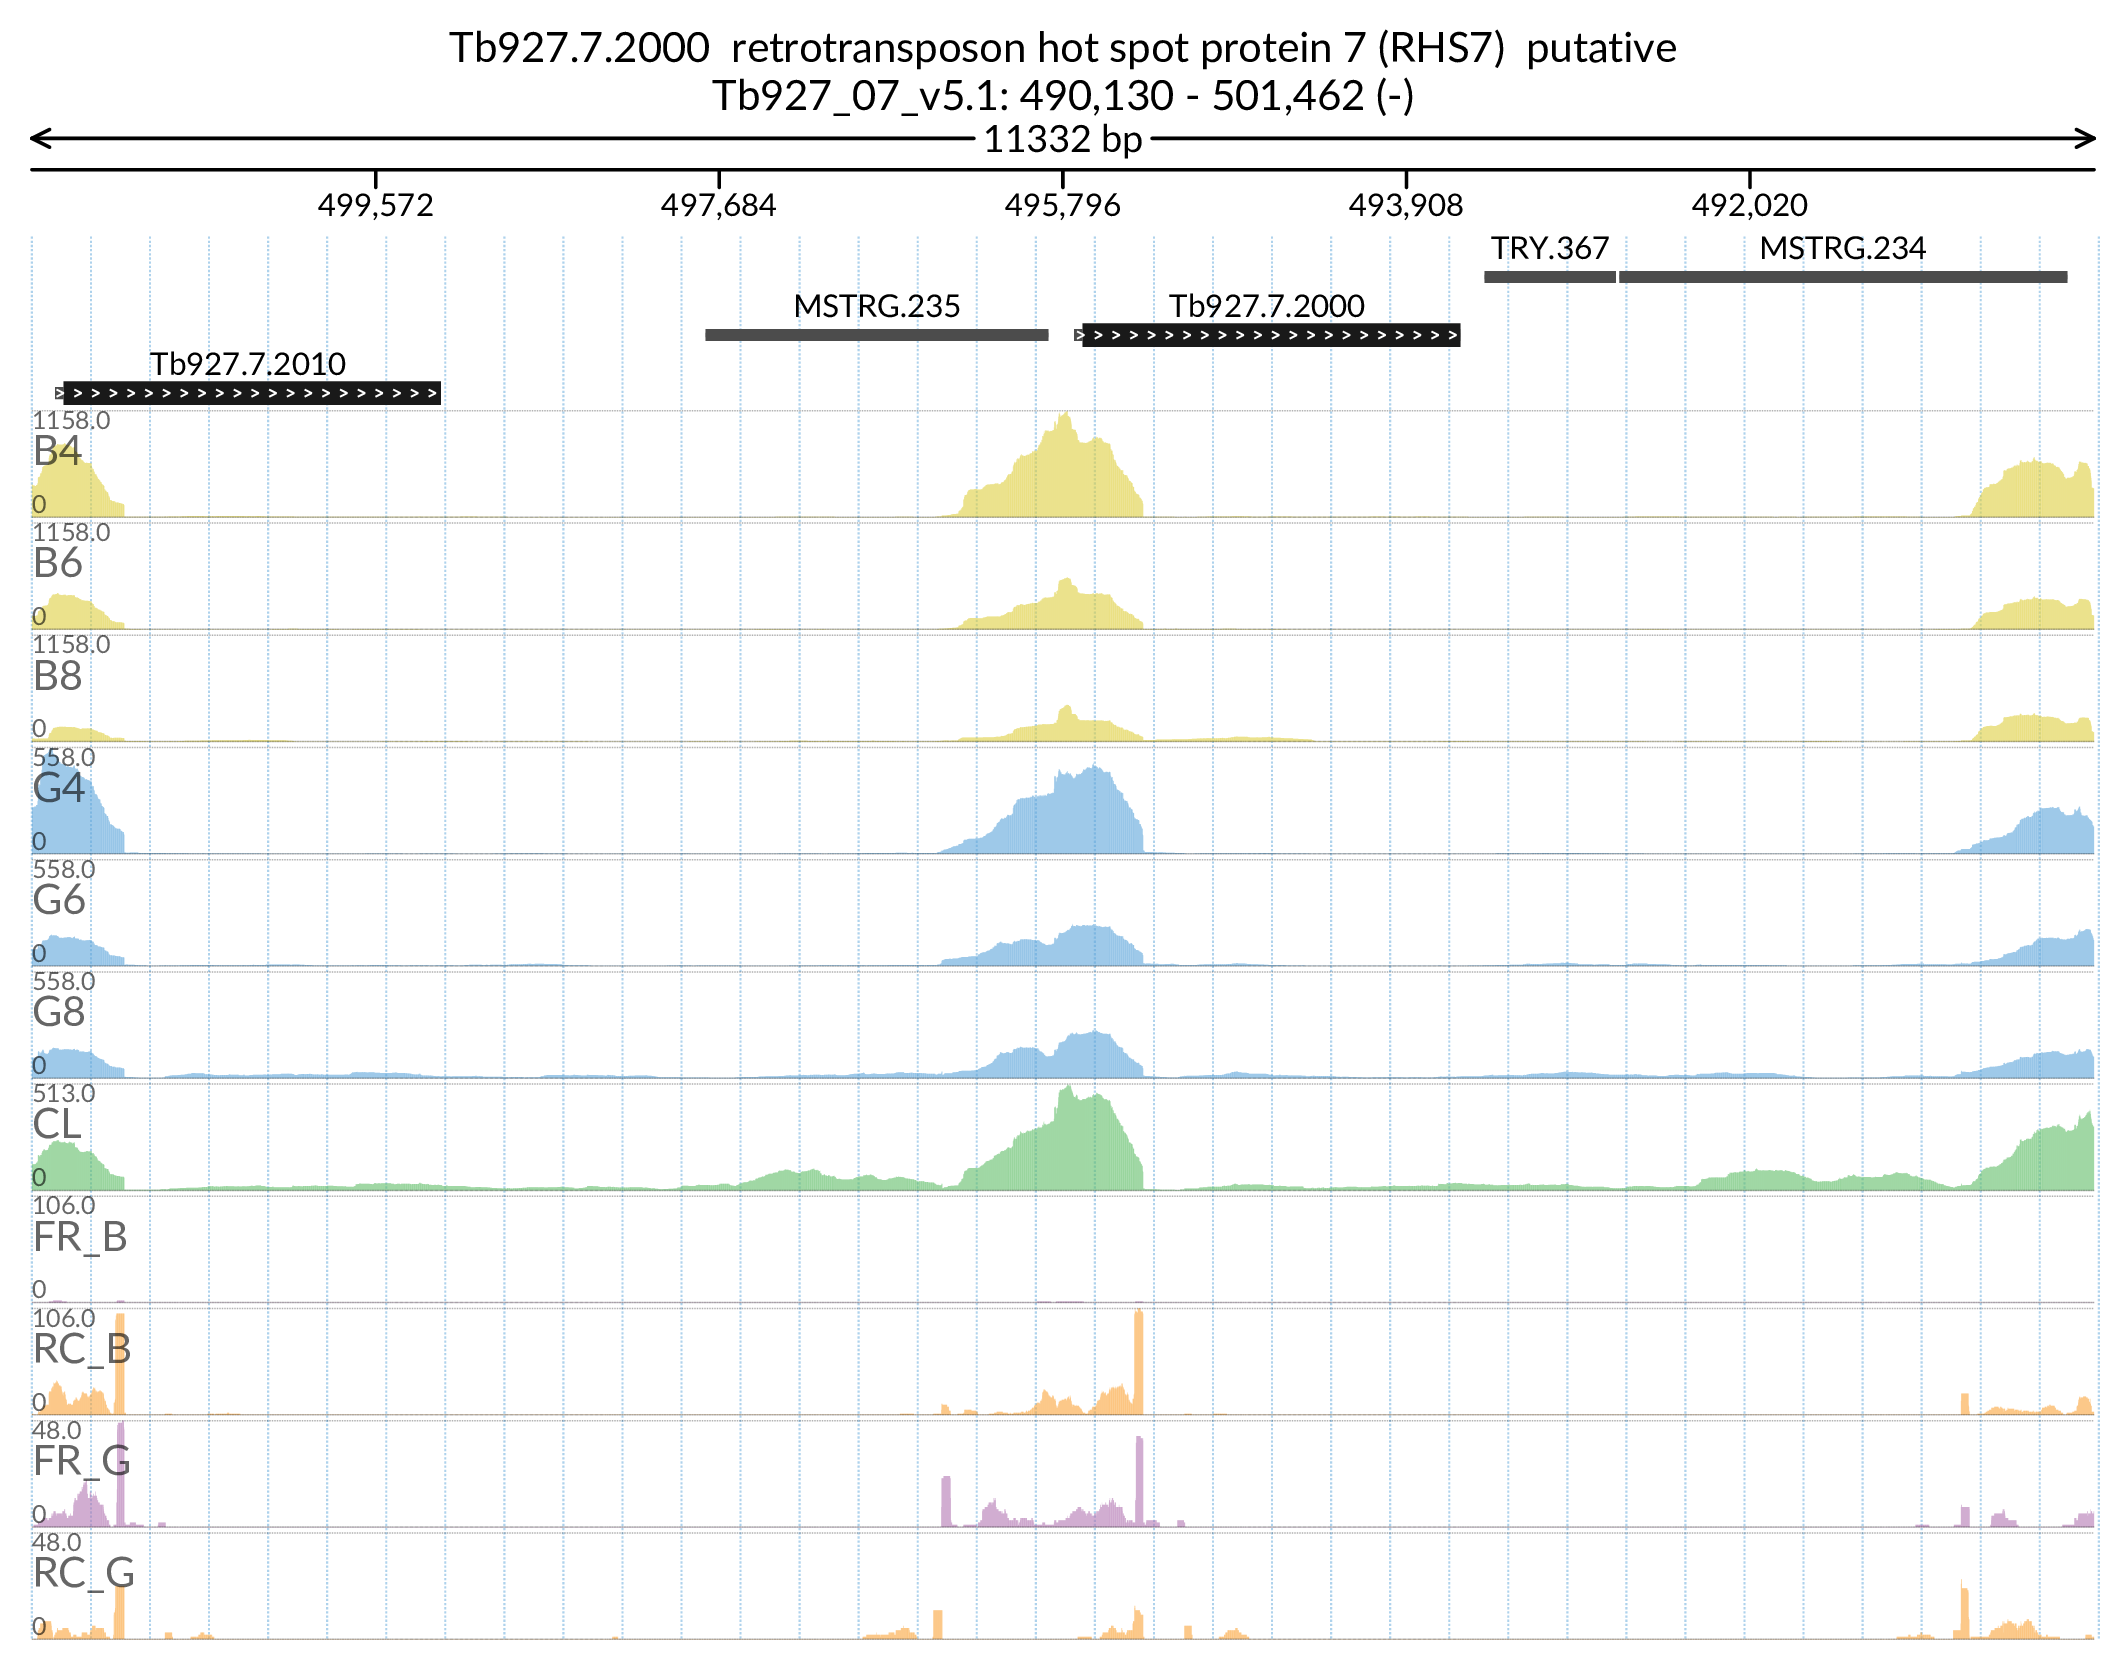 Tb927.7.2000  retrotransposon hot spot protein 7 (RHS7)  putative
Tb927_07_v5.1: 490,130 - 501,462 (-)
11332 bp
499,572 497,684 495,796 493,908 492,020
TRY.367 MSTRG.234
MSTRG.235 Tb927.7.2000
Tb927.7.2010
1158.0
B4
0
1158.0
B6
0
1158.0
B8
0
558.0
G4
0
558.0
G6
0
558.0
G8
0
513.0
CL
0
106.0
FR_B
0
106.0
RC_B
0
48.0
FR_G
0
48.0
RC_G
0